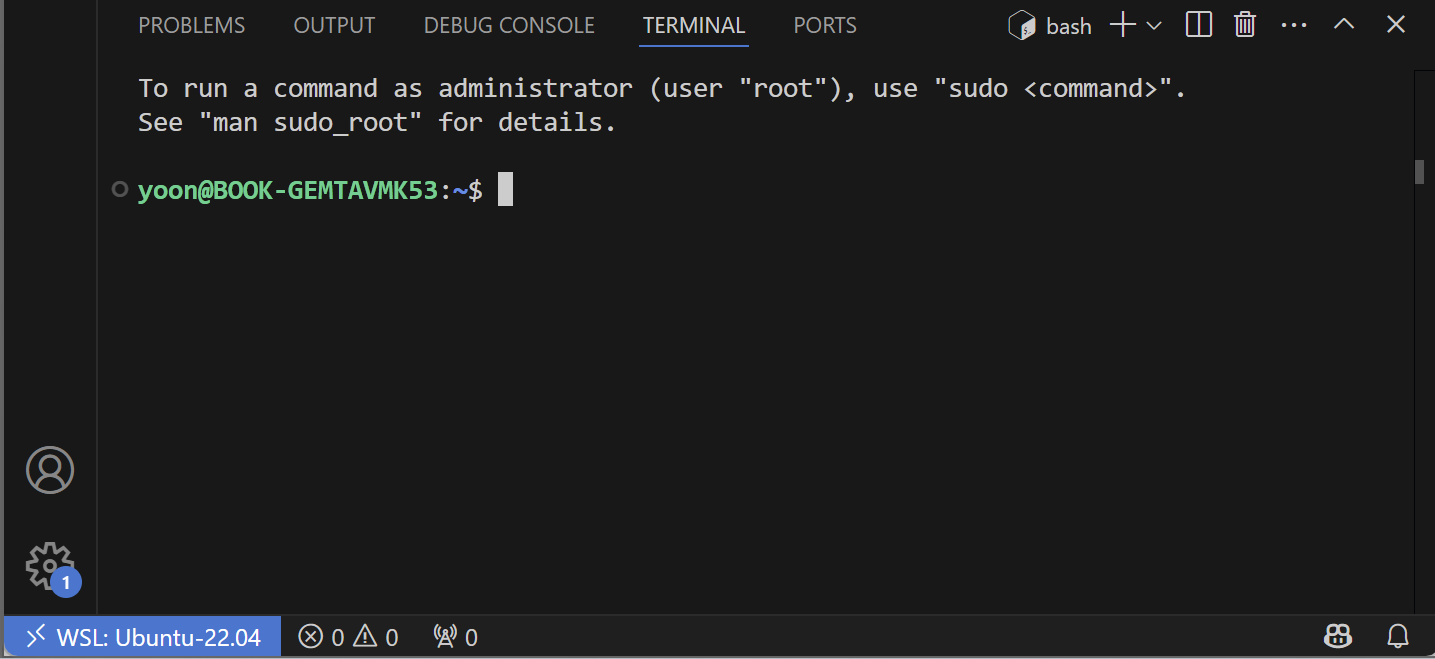 PROBLEMS OUTPUT DEBUG CONSOLE TERMINAL PORTS bash
To run a command as administrator (user "root"), use "sudo <command>".
See "man sudo_root" for details.
yoon@BOOK-GEMTAVMK53:~$
1
WSL: Ubuntu-22.04 0 0 0